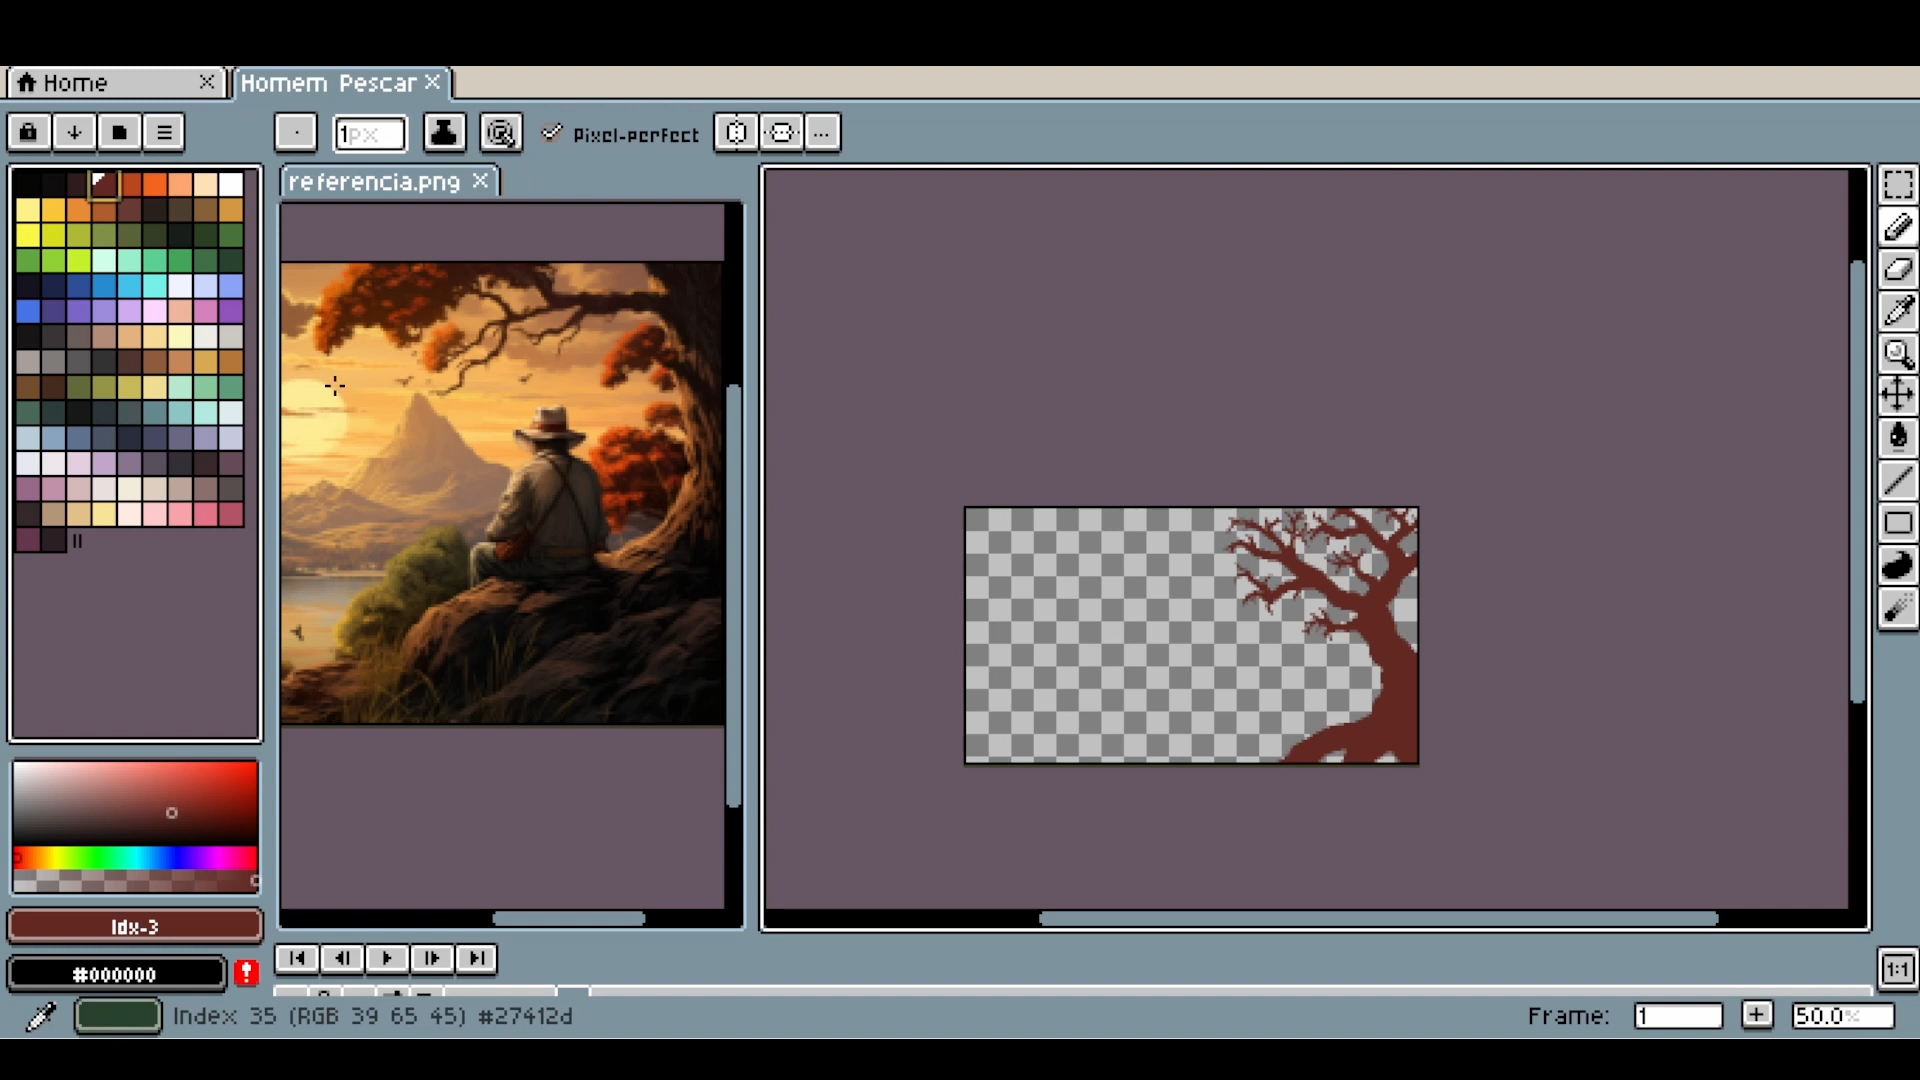 Home
Homem Pescar
1px
Pixel-perfect
...
referencia.png
Idx-3
#000000
!
1:1
Index 35 (RGB 39 65 45) #27412d
Frame: 1
+
50.0%